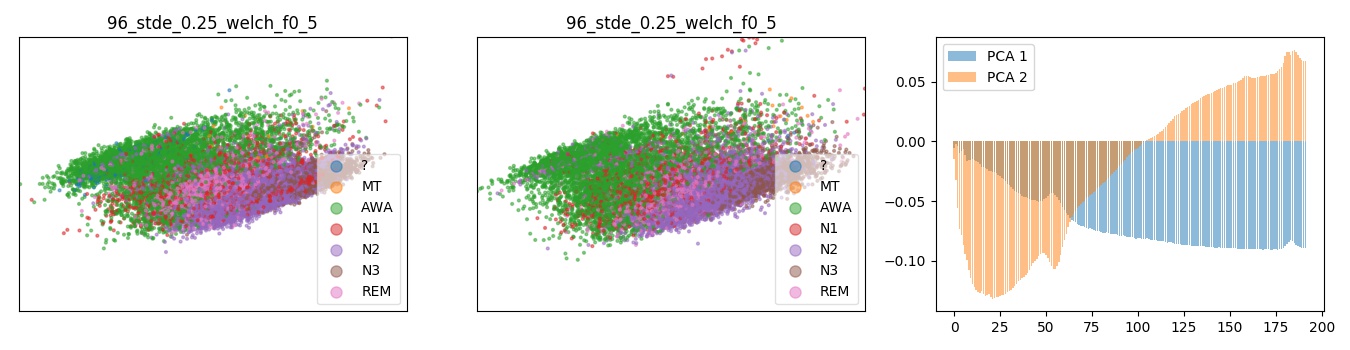 96_stde_0.25_welch_f0_5
?
MT
AWA
N1
N2
N3
REM
96_stde_0.25_welch_f0_5
?
MT
AWA
N1
N2
N3
REM
PCA 1
PCA 2
0.05
0.00
−0.05
−0.10
0 25 50 75 100 125 150 175 200